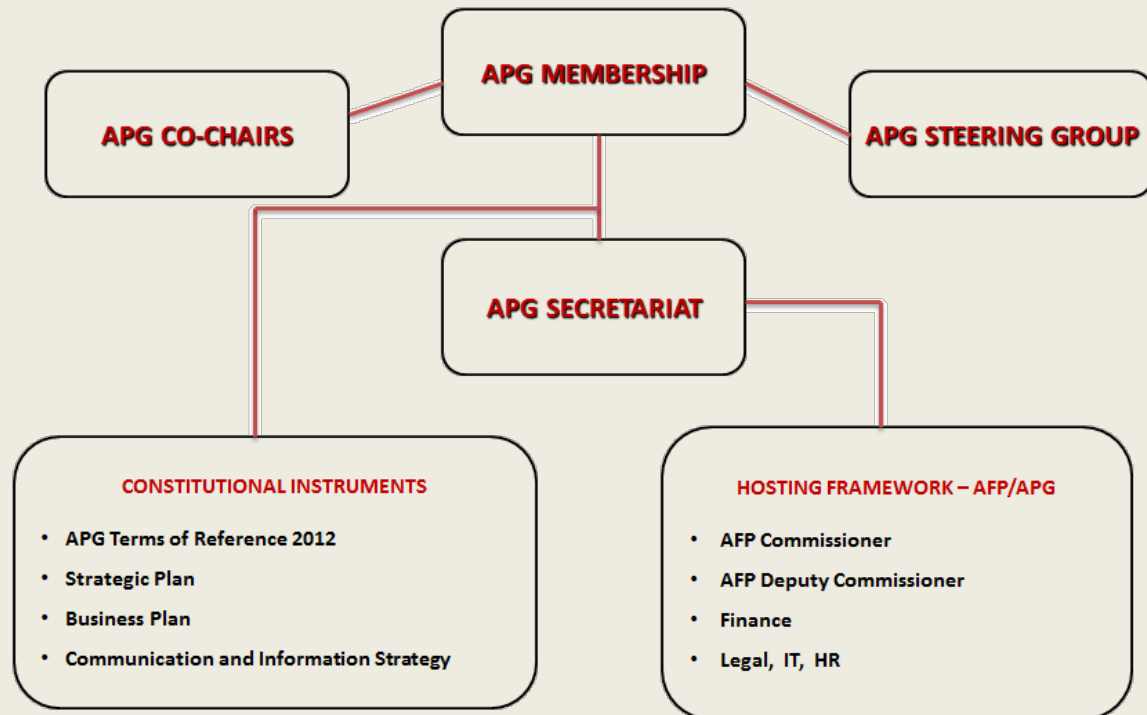 APG MEMBERSHIP
APG CO-CHAIRS
APG STEERING GROUP
APG SECRETARIAT
CONSTITUTIONAL INSTRUMENTS
• APG Terms of Reference 2012
• Strategic Plan
• Business Plan
• Communication and Information Strategy
HOSTING FRAMEWORK – AFP/APG
• AFP Commissioner
• AFP Deputy Commissioner
• Finance
• Legal, IT, HR